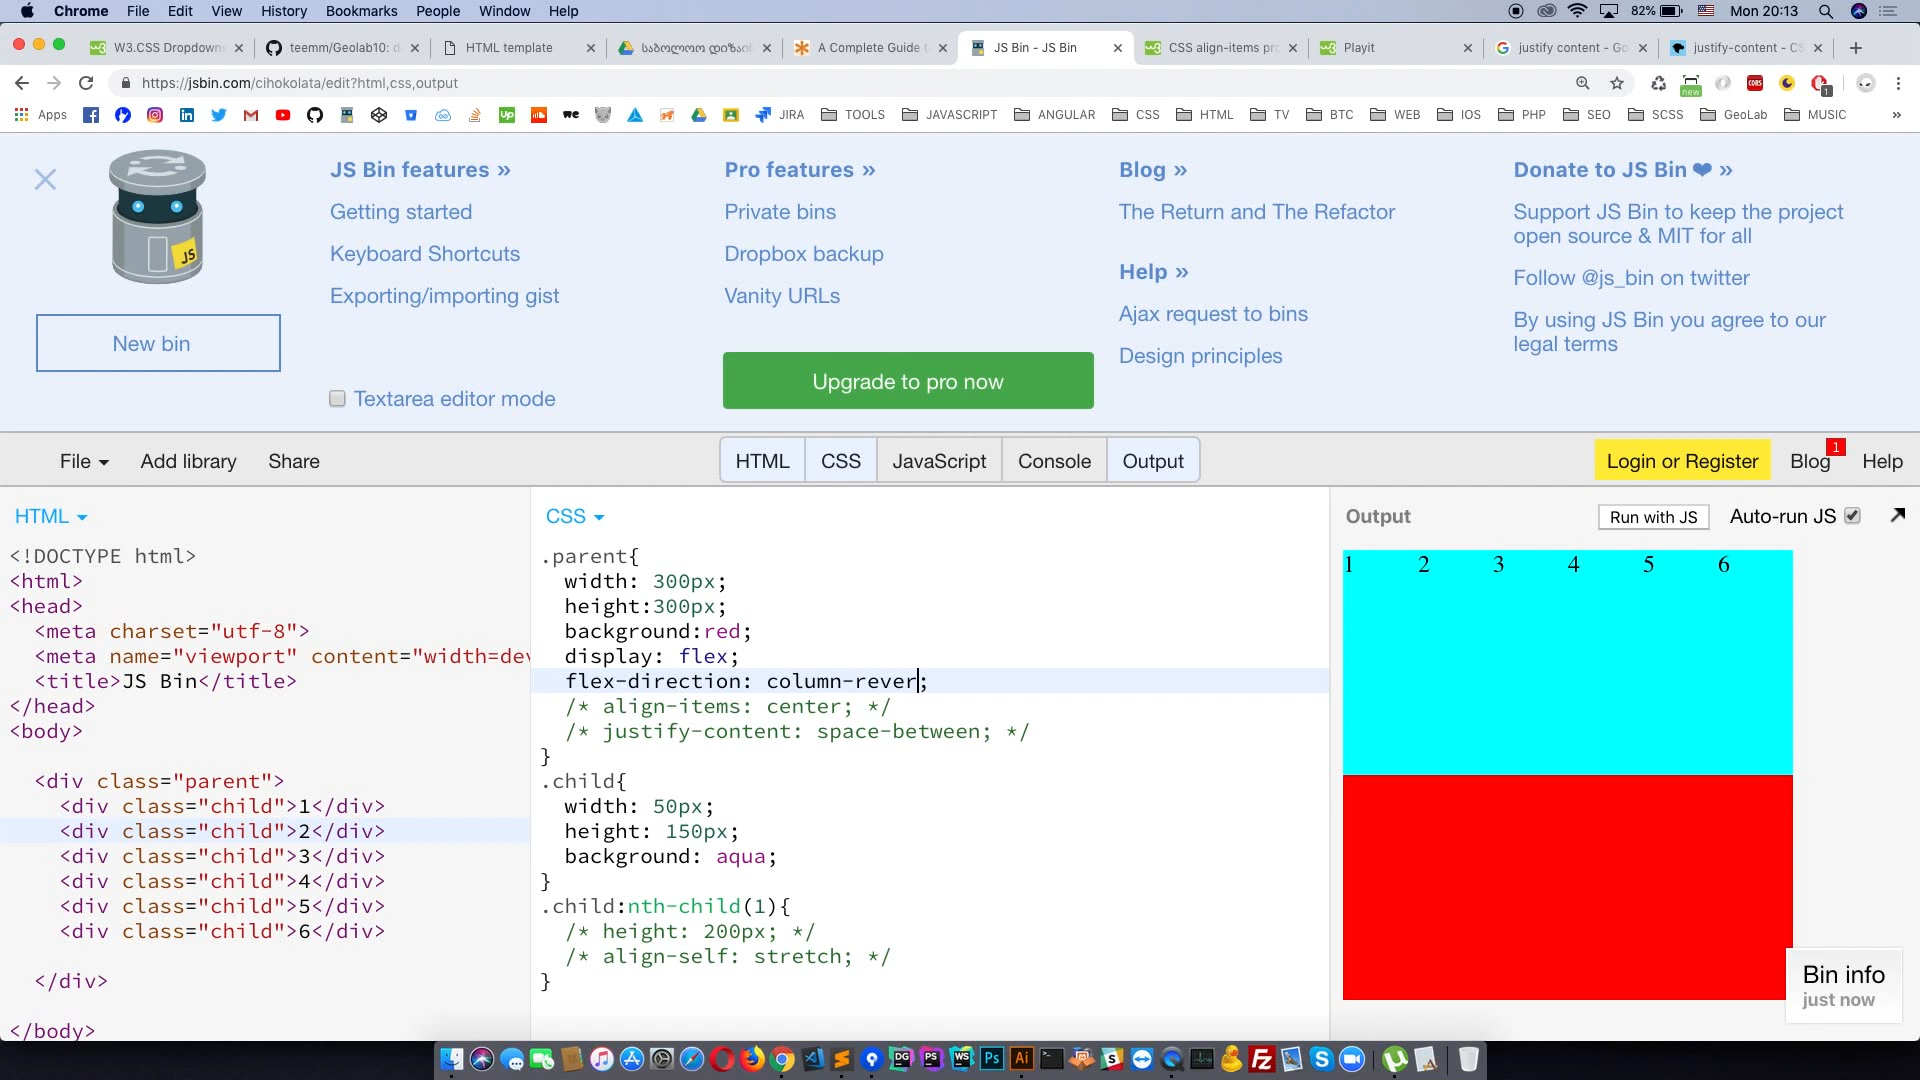 Chrome File Edit View History Bookmarks People Window Help 82% Mon 20:13
W3.CSS Dropdown teemm/Geolab10: d HTML template საბოლოო დიზაინ A Complete Guide t JS Bin - JS Bin CSS align-items pro Playit justify content - Go justify-content - CS
https://jsbin.com/cihokolata/edit?html,css,output
Apps JIRA TOOLS JAVASCRIPT ANGULAR CSS HTML TV BTC WEB IOS PHP SEO SCSS GeoLab MUSIC »
JS Bin features »
Getting started
Keyboard Shortcuts
Exporting/importing gist
Textarea editor mode
New bin
Pro features »
Private bins
Dropbox backup
Vanity URLs
Upgrade to pro now
Blog »
The Return and The Refactor
Help »
Ajax request to bins
Design principles
Donate to JS Bin ❤ »
Support JS Bin to keep the project
open source & MIT for all
Follow @js_bin on twitter
By using JS Bin you agree to our
legal terms
File Add library Share HTML CSS JavaScript Console Output Login or Register Blog 1 Help
HTML
<!DOCTYPE html>
<html>
<head>
<meta charset="utf-8">
<meta name="viewport" content="width=dev
<title>JS Bin</title>
</head>
<body>
<div class="parent">
<div class="child">1</div>
<div class="child">2</div>
<div class="child">3</div>
<div class="child">4</div>
<div class="child">5</div>
<div class="child">6</div>
</div>
</body>
CSS
.parent{
width: 300px;
height:300px;
background:red;
display: flex;
flex-direction: column-rever;
/* align-items: center; */
/* justify-content: space-between; */
}
.child{
width: 50px;
height: 150px;
background: aqua;
}
.child:nth-child(1){
/* height: 200px; */
/* align-self: stretch; */
}
Output Run with JS Auto-run JS
1 2 3 4 5 6
Bin info
just now